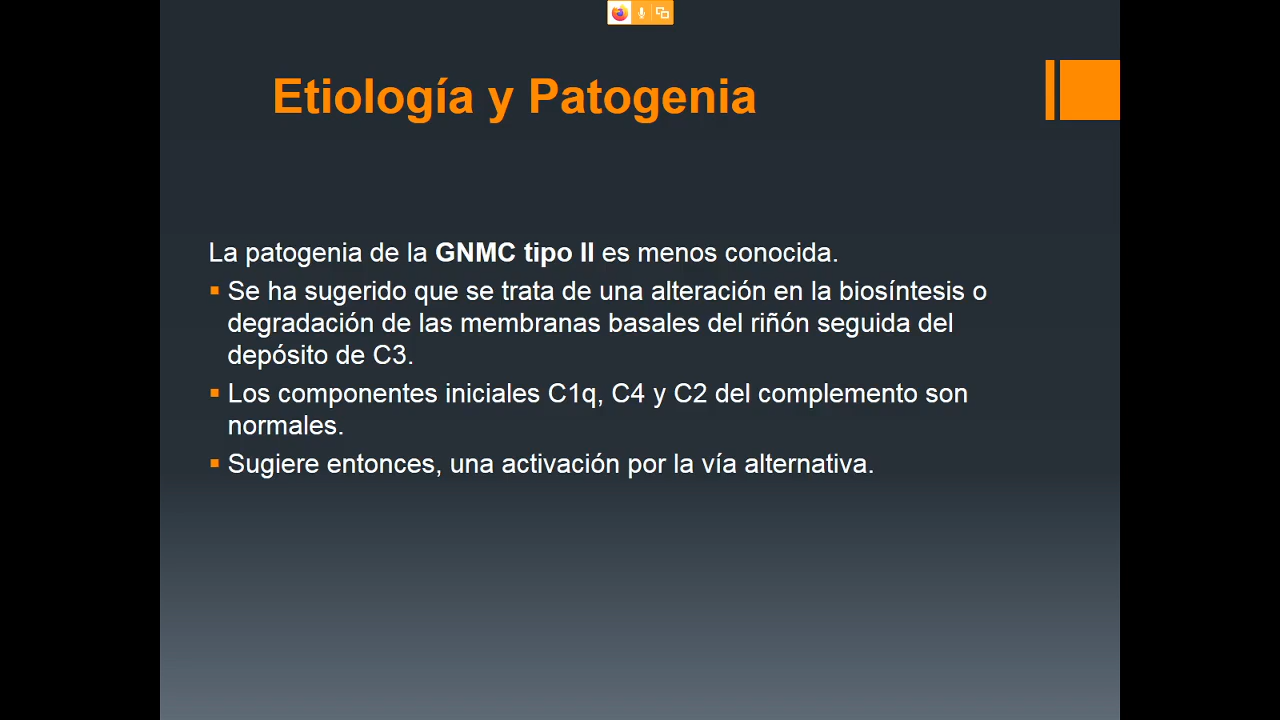 Etiología y Patogenia
La patogenia de la GNMC tipo II es menos conocida.
Se ha sugerido que se trata de una alteración en la biosíntesis o
degradación de las membranas basales del riñón seguida del
depósito de C3.
Los componentes iniciales C1q, C4 y C2 del complemento son
normales.
Sugiere entonces, una activación por la vía alternativa.